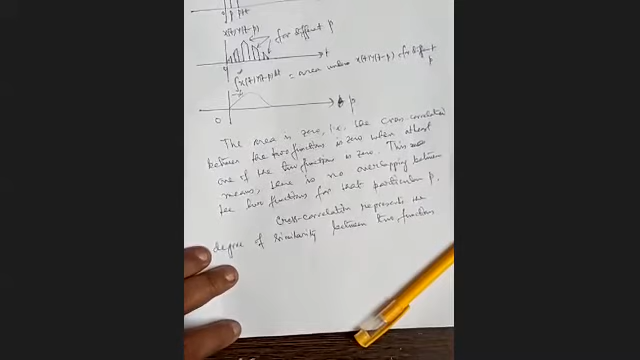 x(t)y(t-p)
for different p
t
∫x(t)y(t-p)dt = area under x(t)y(t-p) for different p
0
p
The area is zero, i.e. the cross-correlation
between the two functions is zero when atleast
one of the two functions is zero. This
means, there is no overlapping between
the two functions for that particular p.
Cross-correlation represents the
degree of similarity between two functions